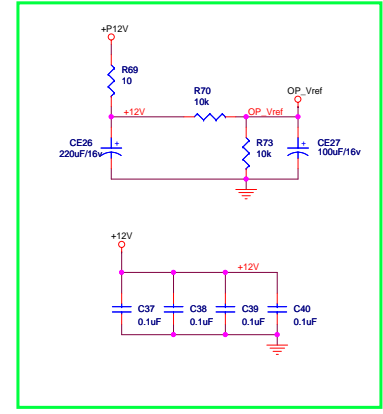 +P12V
R69
10
R70
10k
OP_Vref
+12V
OP_Vref
CE26
220uF/16v
R73
10k
CE27
100uF/16v
+12V
+12V
C37
0.1uF
C38
0.1uF
C39
0.1uF
C40
0.1uF